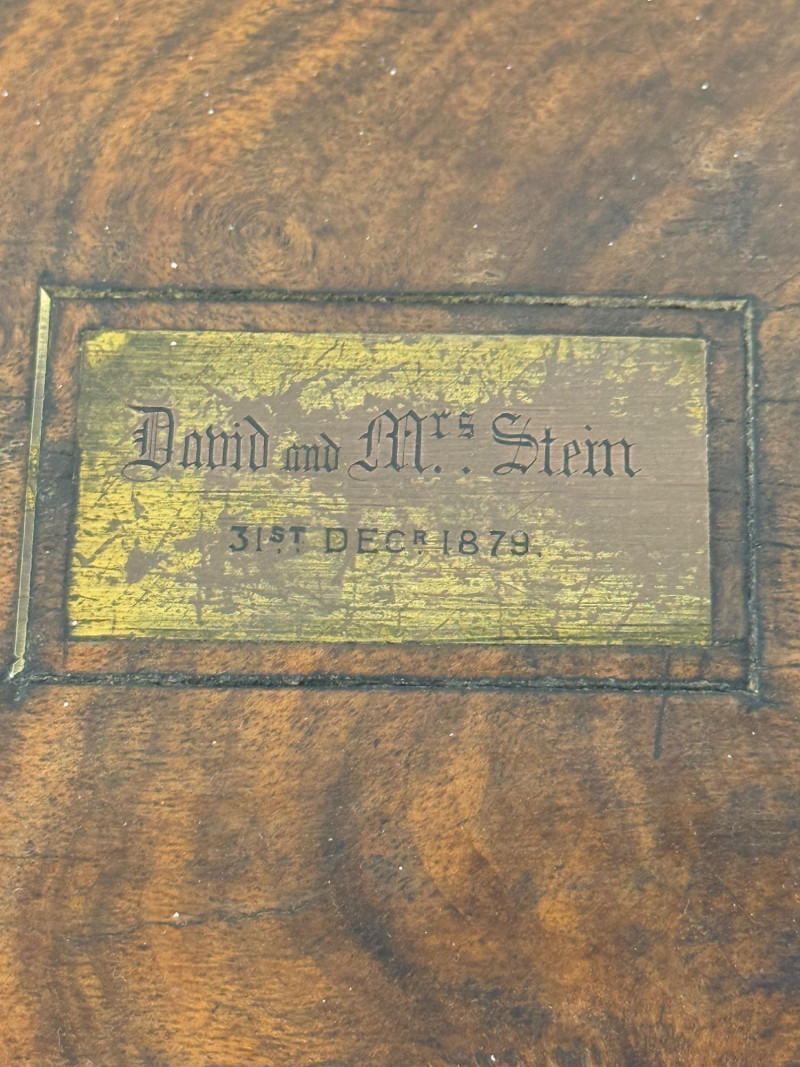 David and Mrs. Stein
31ST DECR. 1879.